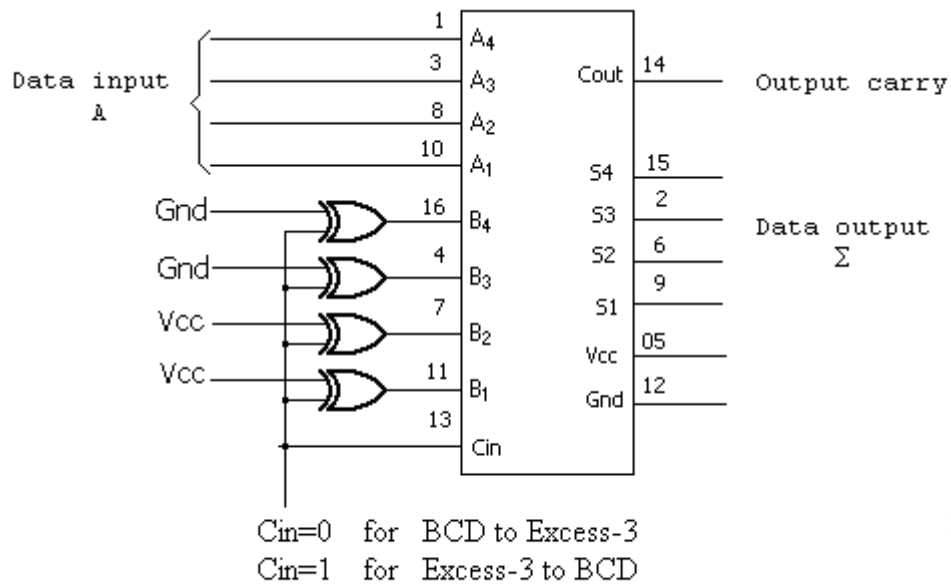 1
A4
3
A3
8
A2
10
A1
Data input
A
Gnd
16
B4
Gnd
4
B3
Vcc
7
B2
Vcc
11
B1
13
Cin
Cout
14
Output carry
S4
15
S3
2
S2
6
S1
9
Data output
Σ
Vcc
05
Gnd
12
Cin=0 for BCD to Excess-3
Cin=1 for Excess-3 to BCD